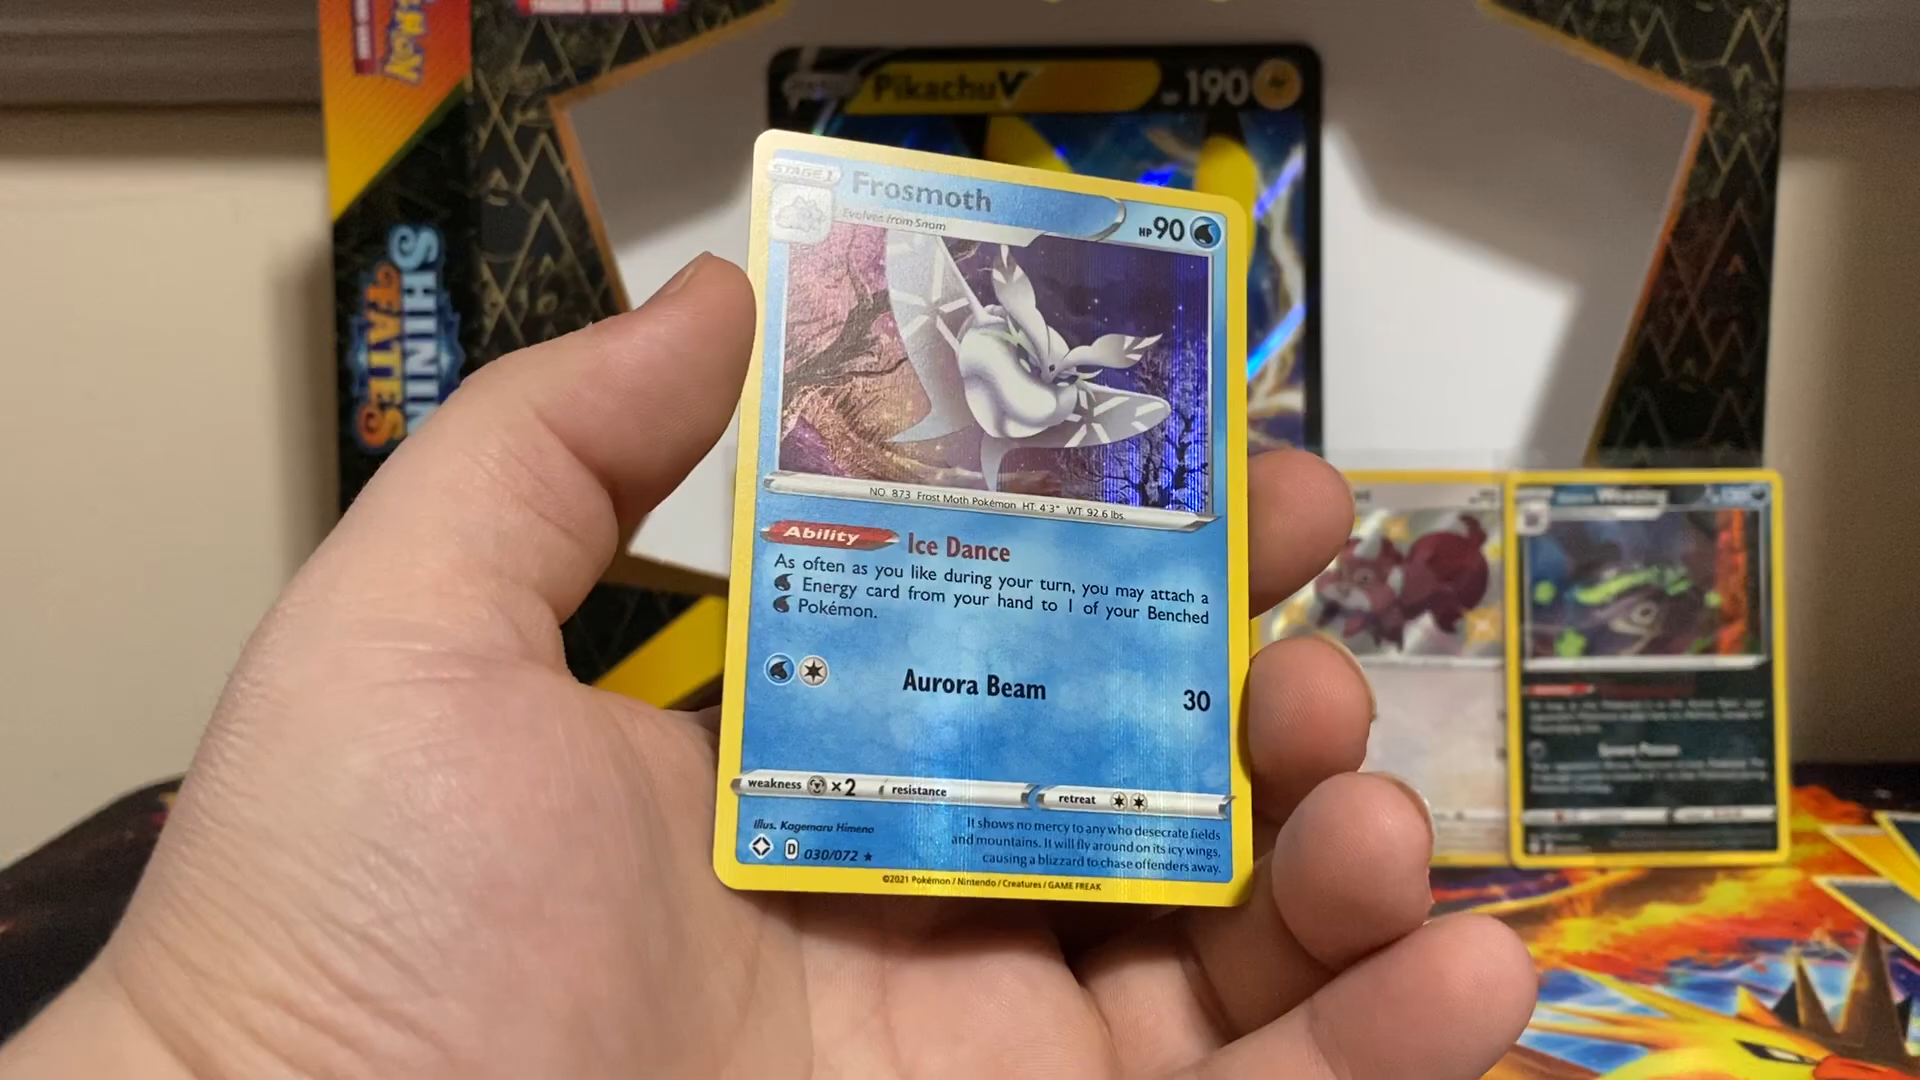 PikachuV 190
SHINING
FATES
STAGE 1
Frosmoth
Evolves from Snom
HP 90
NO. 873 Frost Moth Pokémon HT: 4'3" WT: 92.6 lbs.
Ability Ice Dance
As often as you like during your turn, you may attach a
Energy card from your hand to 1 of your Benched
Pokémon.
Aurora Beam 30
weakness ×2 resistance retreat
Illus. Kagemaru Himeno
D 030/072 ★
It shows no mercy to any who desecrate fields
and mountains. It will fly around on its icy wings,
causing a blizzard to chase offenders away.
©2021 Pokémon / Nintendo / Creatures / GAME FREAK
Weezing